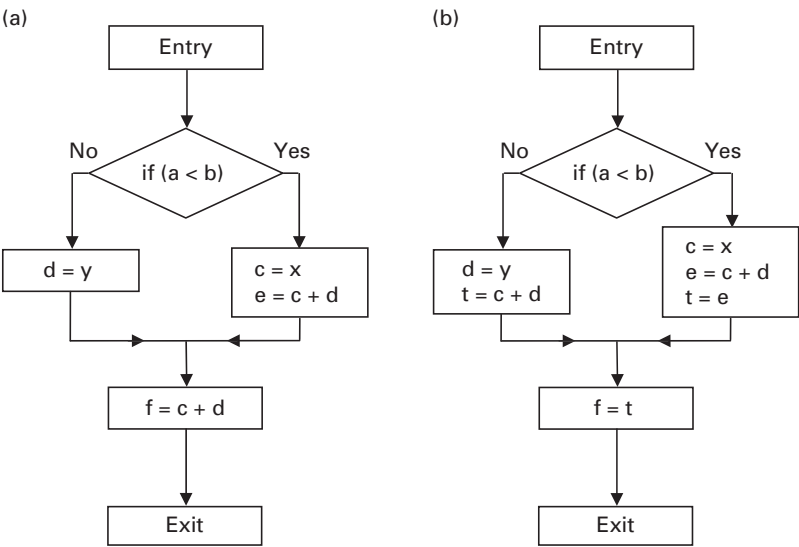 (a)
Entry
No
Yes
if (a < b)
d = y
c = x
e = c + d
f = c + d
Exit
(b)
Entry
No
Yes
if (a < b)
d = y
t = c + d
c = x
e = c + d
t = e
f = t
Exit